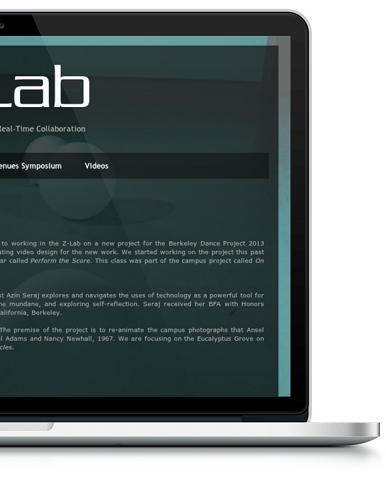 Lab
Real-Time Collaboration
enues Symposium Videos
to working in the Z-Lab on a new project for the Berkeley Dance Project 2013
ating video design for the new work. We started working on the project this past
ar called Perform the Score. This class was part of the campus project called On
st Azin Seraj explores and navigates the uses of technology as a powerful tool for
he mundane, and exploring self-reflection. Seraj received her BFA with Honors
alifornia, Berkeley.
The premise of the project is to re-animate the campus photographs that Ansel
el Adams and Nancy Newhall, 1967. We are focusing on the Eucalyptus Grove on
cles.